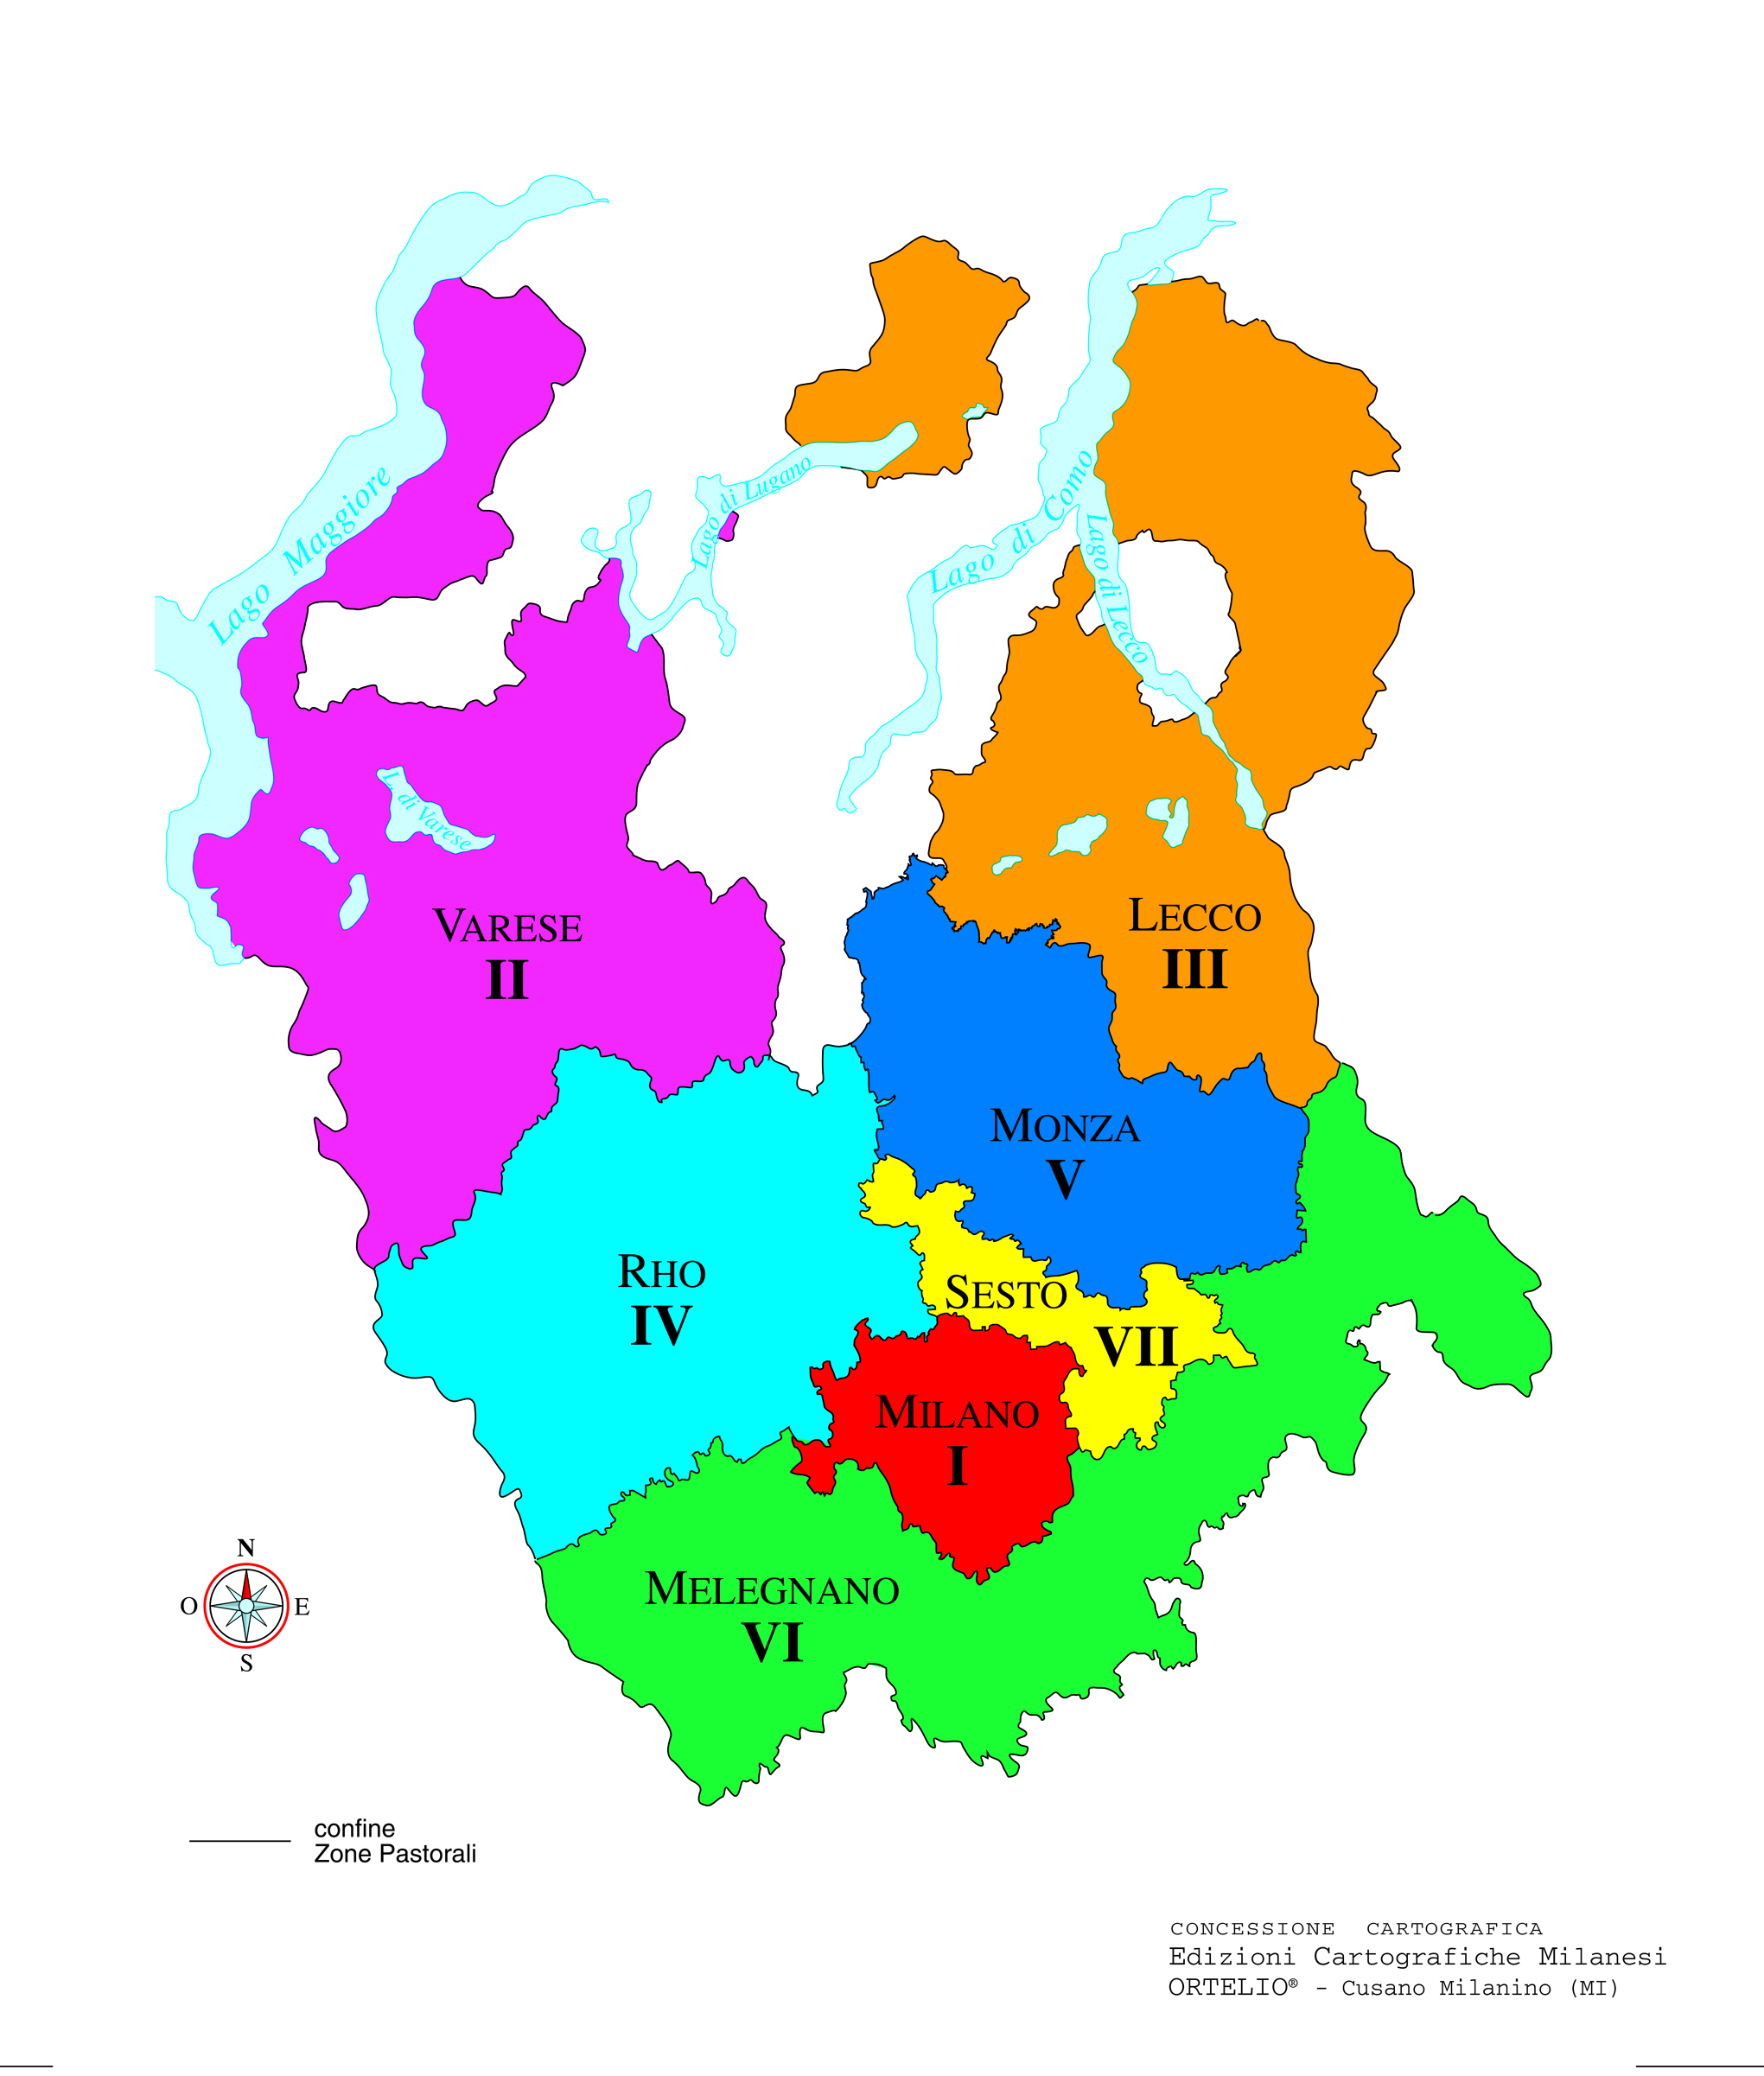 Lago Maggiore
Lago di Lugano
Lago di Como
Lago di Lecco
L. di Varese
VARESE
II
LECCO
III
MONZA
V
RHO
IV
SESTO
VII
MILANO
I
MELEGNANO
VI
N
O E
S
confine
Zone Pastorali
CONCESSIONE CARTOGRAFICA
Edizioni Cartografiche Milanesi
ORTELIO® - Cusano Milanino (MI)